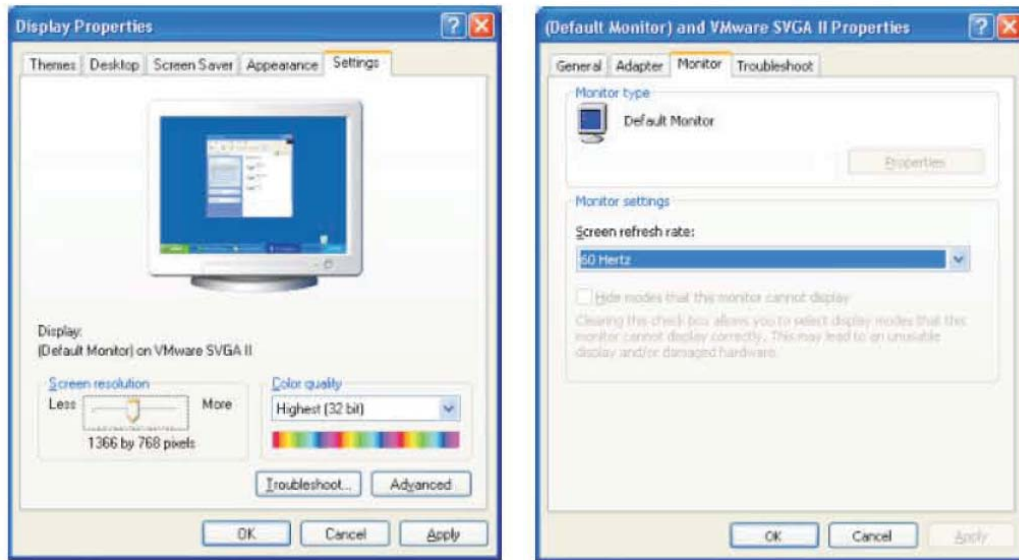 Display Properties
Themes
Desktop
Screen Saver
Appearance
Settings
Display:
(Default Monitor) on VMware SVGA II
Screen resolution
Less
More
1366 by 768 pixels
Color quality
Highest (32 bit)
Troubleshoot...
Advanced
OK
Cancel
Apply
(Default Monitor) and VMware SVGA II Properties
General
Adapter
Monitor
Troubleshoot
Monitor type
Default Monitor
Properties
Monitor settings
Screen refresh rate:
60 Hertz
Hide modes that this monitor cannot display
Clearing this check box allows you to select display modes that this
monitor cannot display correctly. This may lead to an unusable
display and/or damaged hardware.
OK
Cancel
Apply